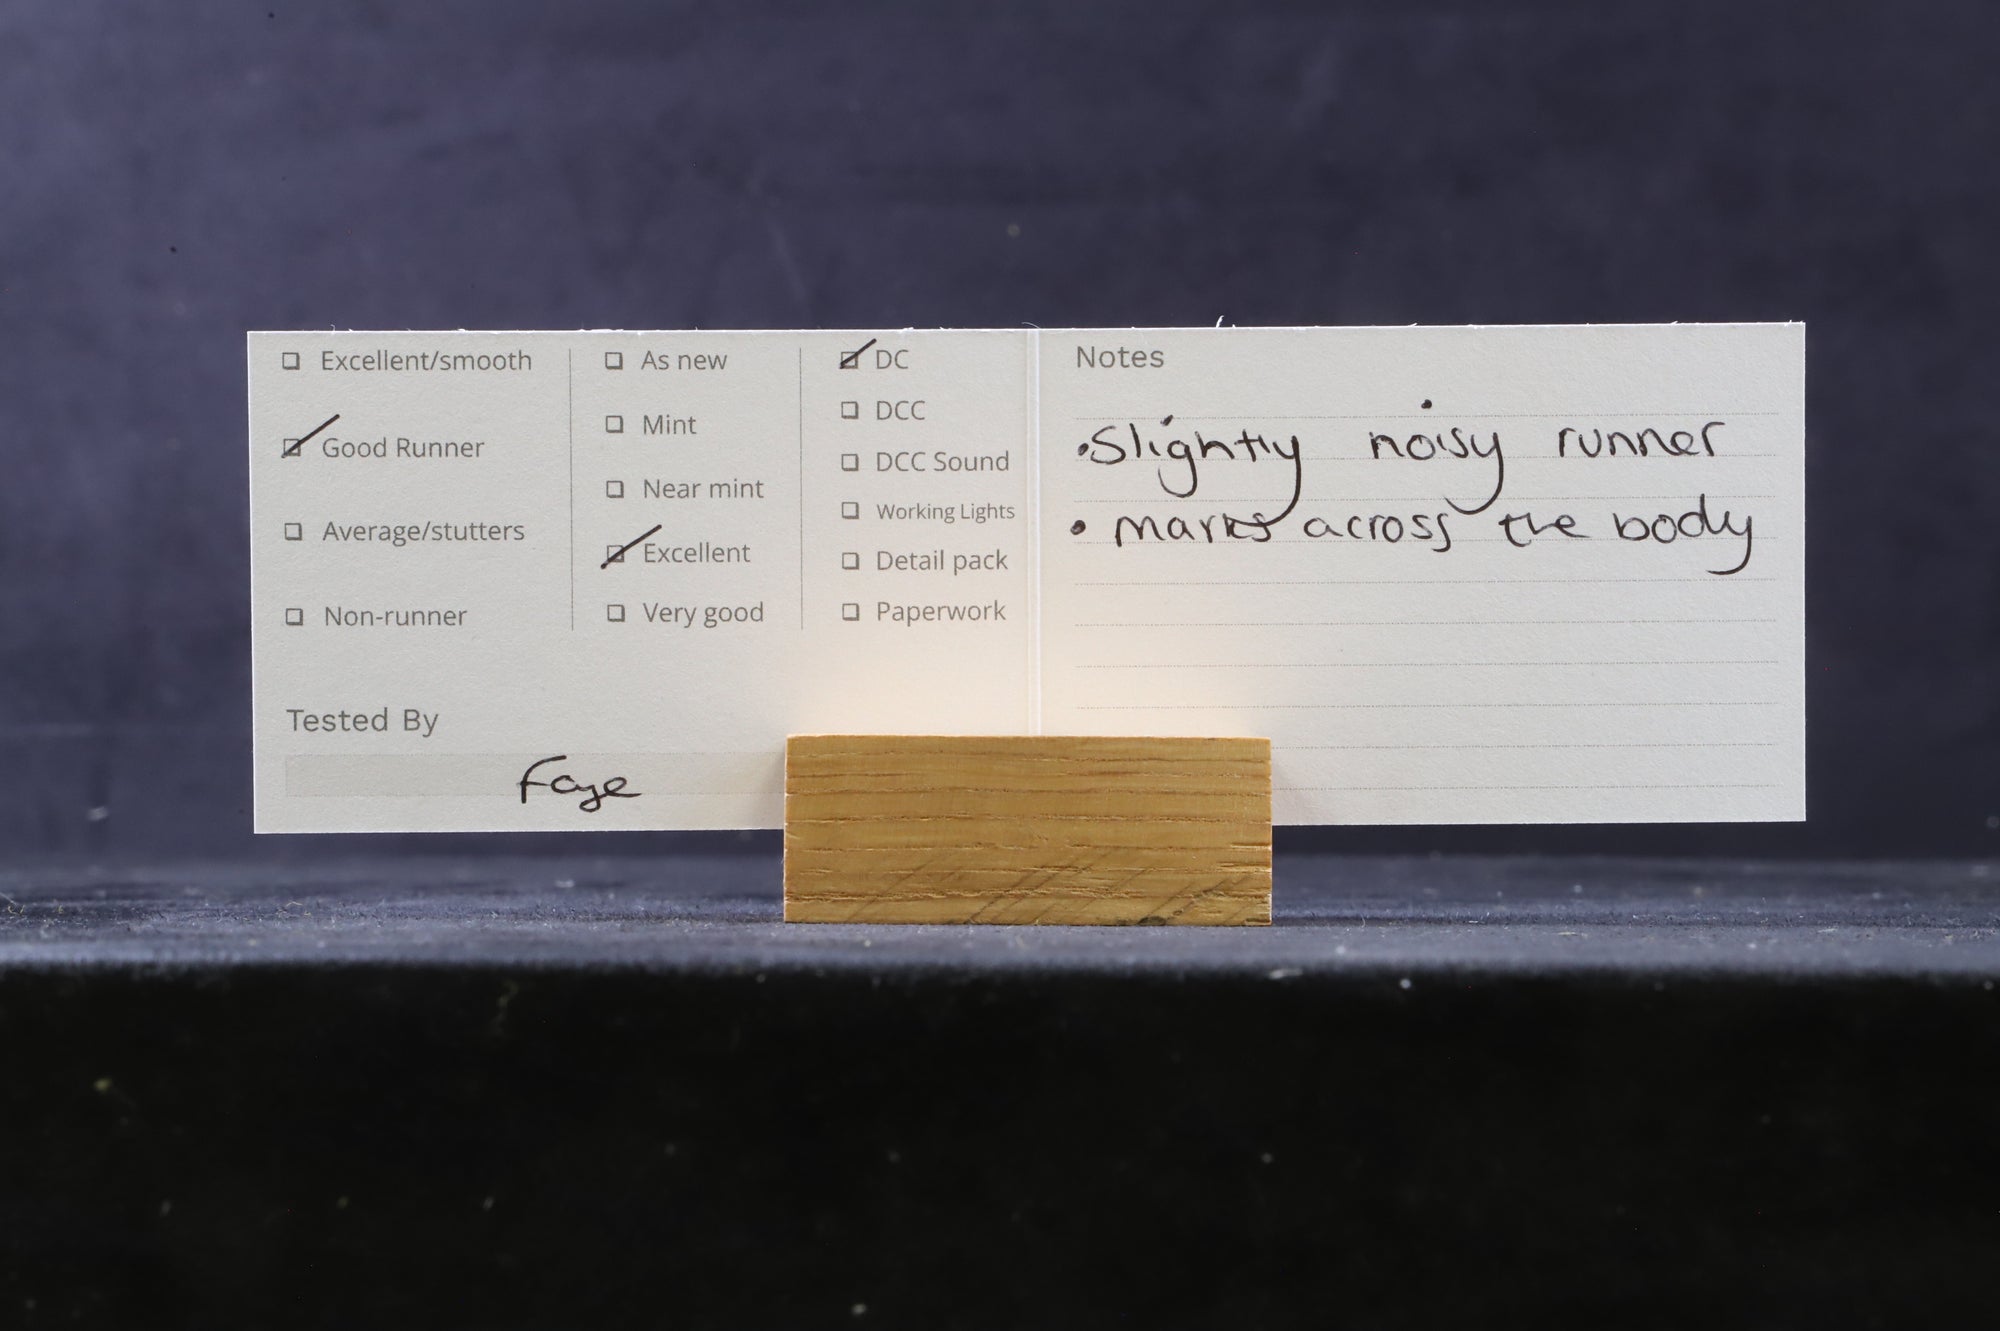 Excellent/smooth
Good Runner
Average/stutters
Non-runner
As new
Mint
Near mint
Excellent
Very good
DC
DCC
DCC Sound
Working Lights
Detail pack
Paperwork
Tested By
Faye
Notes
• Slightly noisy runner
• marks across the body